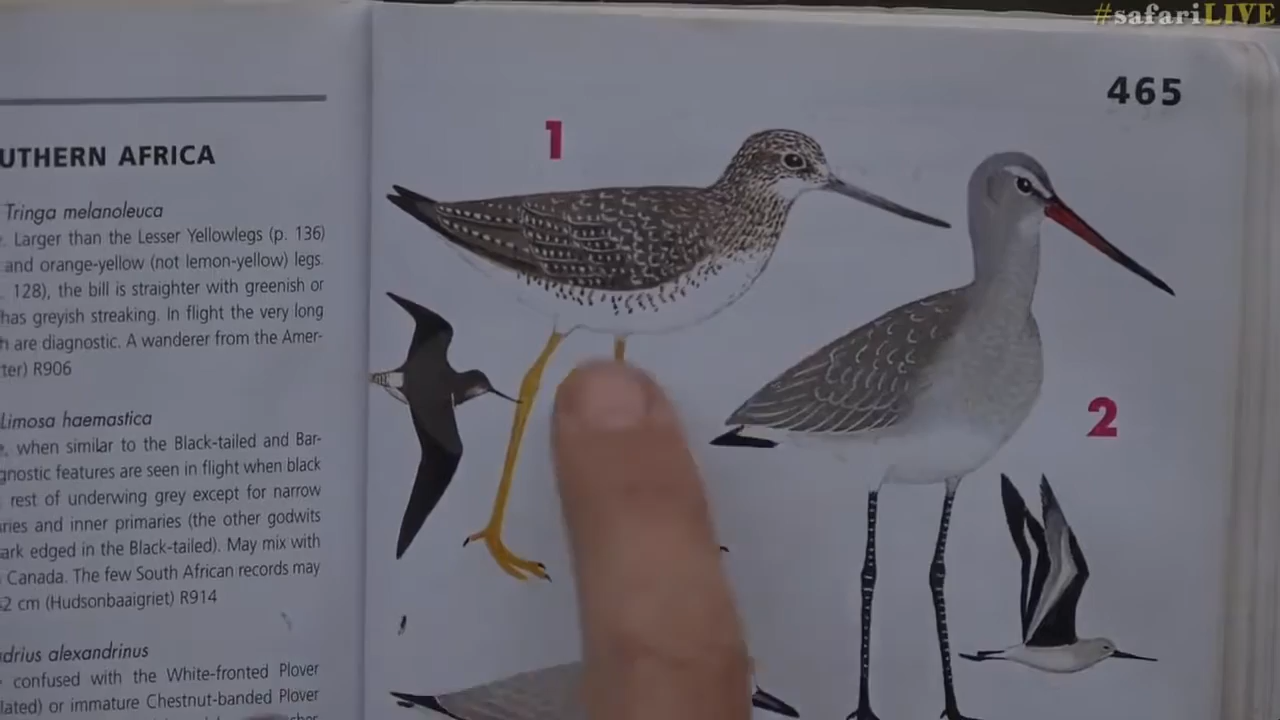 #safariLIVE
465
UTHERN AFRICA
1
Tringa melanoleuca
Larger than the Lesser Yellowlegs (p. 136)
and orange-yellow (not lemon-yellow) legs.
128), the bill is straighter with greenish or
has greyish streaking. In flight the very long
h are diagnostic. A wanderer from the Amer-
ter) R906
Limosa haemastica
when similar to the Black-tailed and Bar-
gnostic features are seen in flight when black
rest of underwing grey except for narrow
ries and inner primaries (the other godwits
ark edged in the Black-tailed). May mix with
Canada. The few South African records may
2 cm (Hudsonbaaigriet) R914
2
drius alexandrinus
confused with the White-fronted Plover
lated) or immature Chestnut-banded Plover